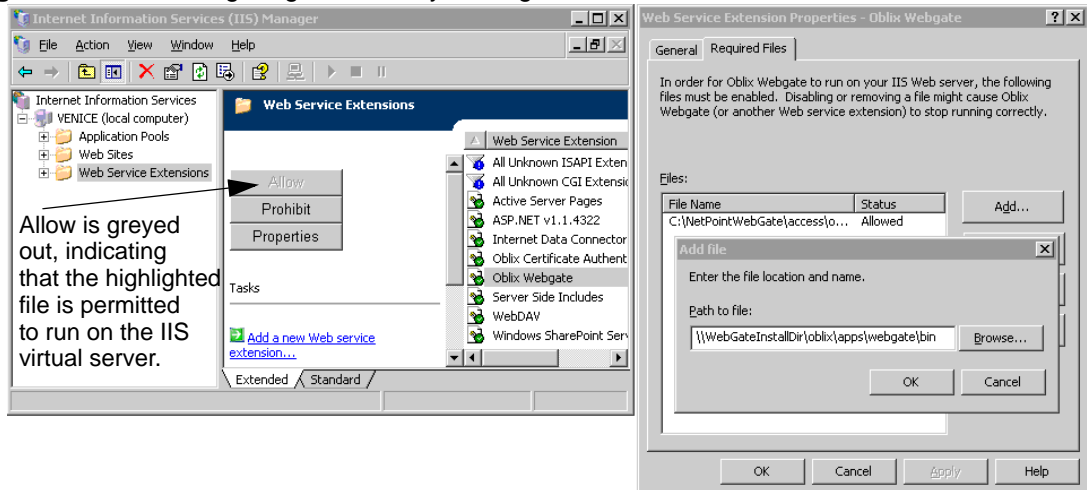 Internet Information Services (IIS) Manager
File Action View Window Help
Internet Information Services
VENICE (local computer)
Application Pools
Web Sites
Web Service Extensions
Allow is greyed
out, indicating
that the highlighted
file is permitted
to run on the IIS
virtual server.
Web Service Extensions
Allow
Prohibit
Properties
Tasks
Add a new Web service
extension...
Web Service Extension
All Unknown ISAPI Exten
All Unknown CGI Extensi
Active Server Pages
ASP.NET v1.1.4322
Internet Data Connector
Oblix Certificate Authent
Oblix Webgate
Server Side Includes
WebDAV
Windows SharePoint Ser
Extended Standard
Web Service Extension Properties - Oblix Webgate
General Required Files
In order for Oblix Webgate to run on your IIS Web server, the following
files must be enabled. Disabling or removing a file might cause Oblix
Webgate (or another Web service extension) to stop running correctly.
Files:
File Name Status
C:\NetPointWebGate\access\o... Allowed
Add...
Add file
Enter the file location and name.
Path to file:
\\WebGateInstallDir\oblix\apps\webgate\bin
Browse...
OK Cancel
OK Cancel Apply Help